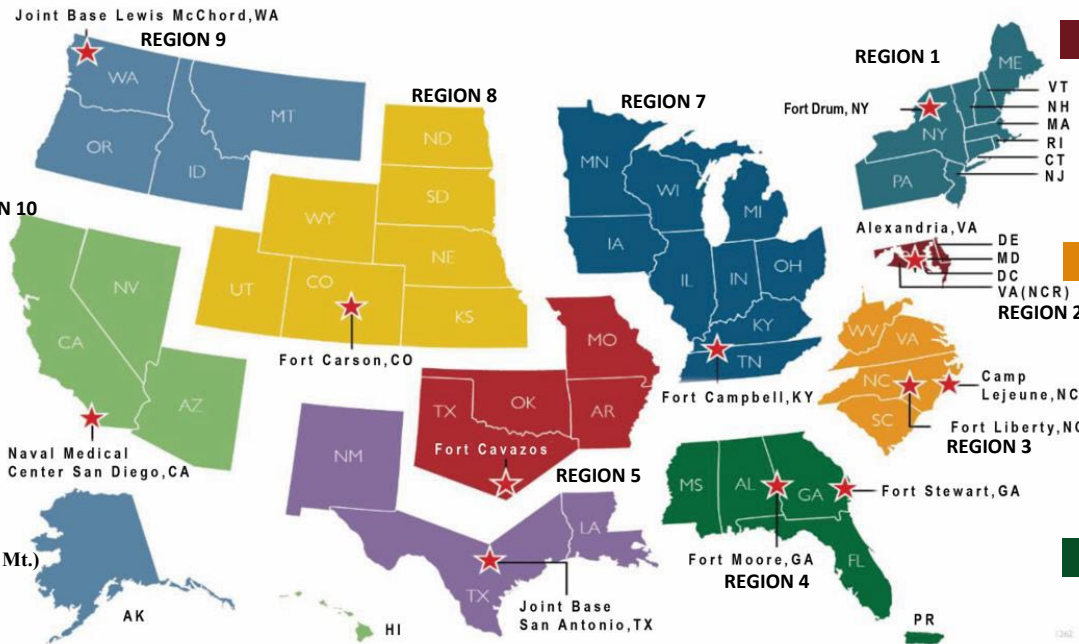 Joint Base Lewis McChord,WA
REGION 9
WA
MT
OR
ID
REGION 8
ND
SD
WY
NE
UT
CO
KS
Fort Carson,CO
REGION 7
MN
WI
MI
IA
IL
IN
OH
KY
TN
Fort Campbell,KY
REGION 1
ME
VT
NH
MA
RI
CT
NJ
Fort Drum, NY
NY
PA
Alexandria,VA
DE
MD
DC
VA(NCR)
REGION 2
WV
VA
NC
SC
Camp
Lejeune,NC
Fort Liberty,NC
REGION 3
N 10
NV
CA
AZ
Naval Medical
Center San Diego,CA
MO
TX
OK
AR
Fort Cavazos
REGION 5
NM
LA
TX
Joint Base
San Antonio,TX
MS
AL
GA
Fort Stewart,GA
Fort Moore,GA
REGION 4
FL
PR
Mt.)
AK
HI